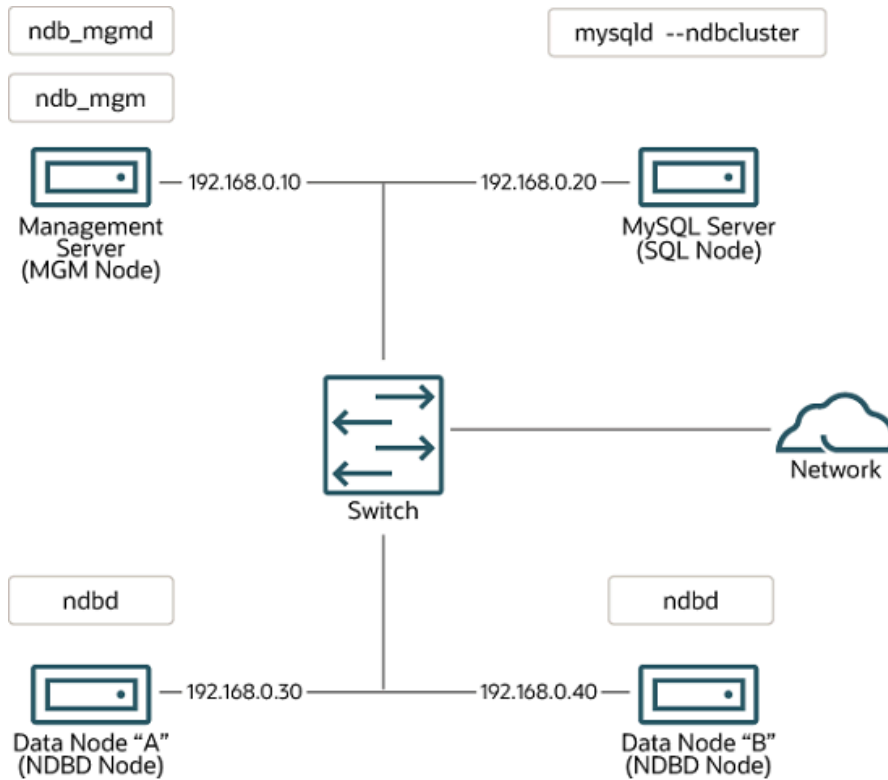 ndb_mgmd
mysqld --ndbcluster
ndb_mgm
192.168.0.10
192.168.0.20
Management
Server
(MGM Node)
MySQL Server
(SQL Node)
Switch
Network
ndbd
ndbd
192.168.0.30
192.168.0.40
Data Node “A”
(NDBD Node)
Data Node “B”
(NDBD Node)